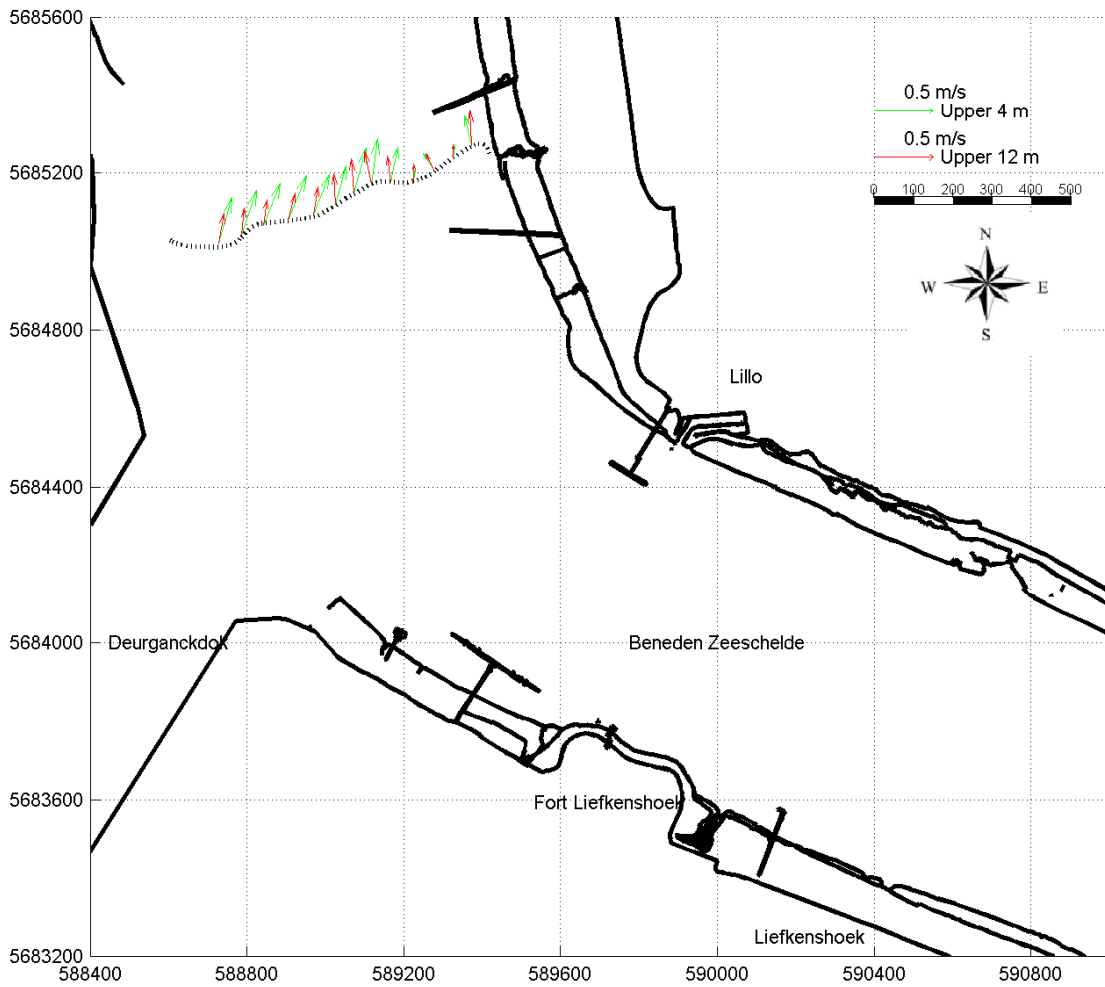 5685600
5685200
5684800
5684400
5684000
5683600
5683200
588400
588800
589200
589600
590000
590400
590800
0.5 m/s
Upper 4 m
0.5 m/s
Upper 12 m
0 100 200 300 400 500
N
W E
S
Lillo
Deurganckdok
Beneden Zeeschelde
Fort Liefkenshoek
Liefkenshoek